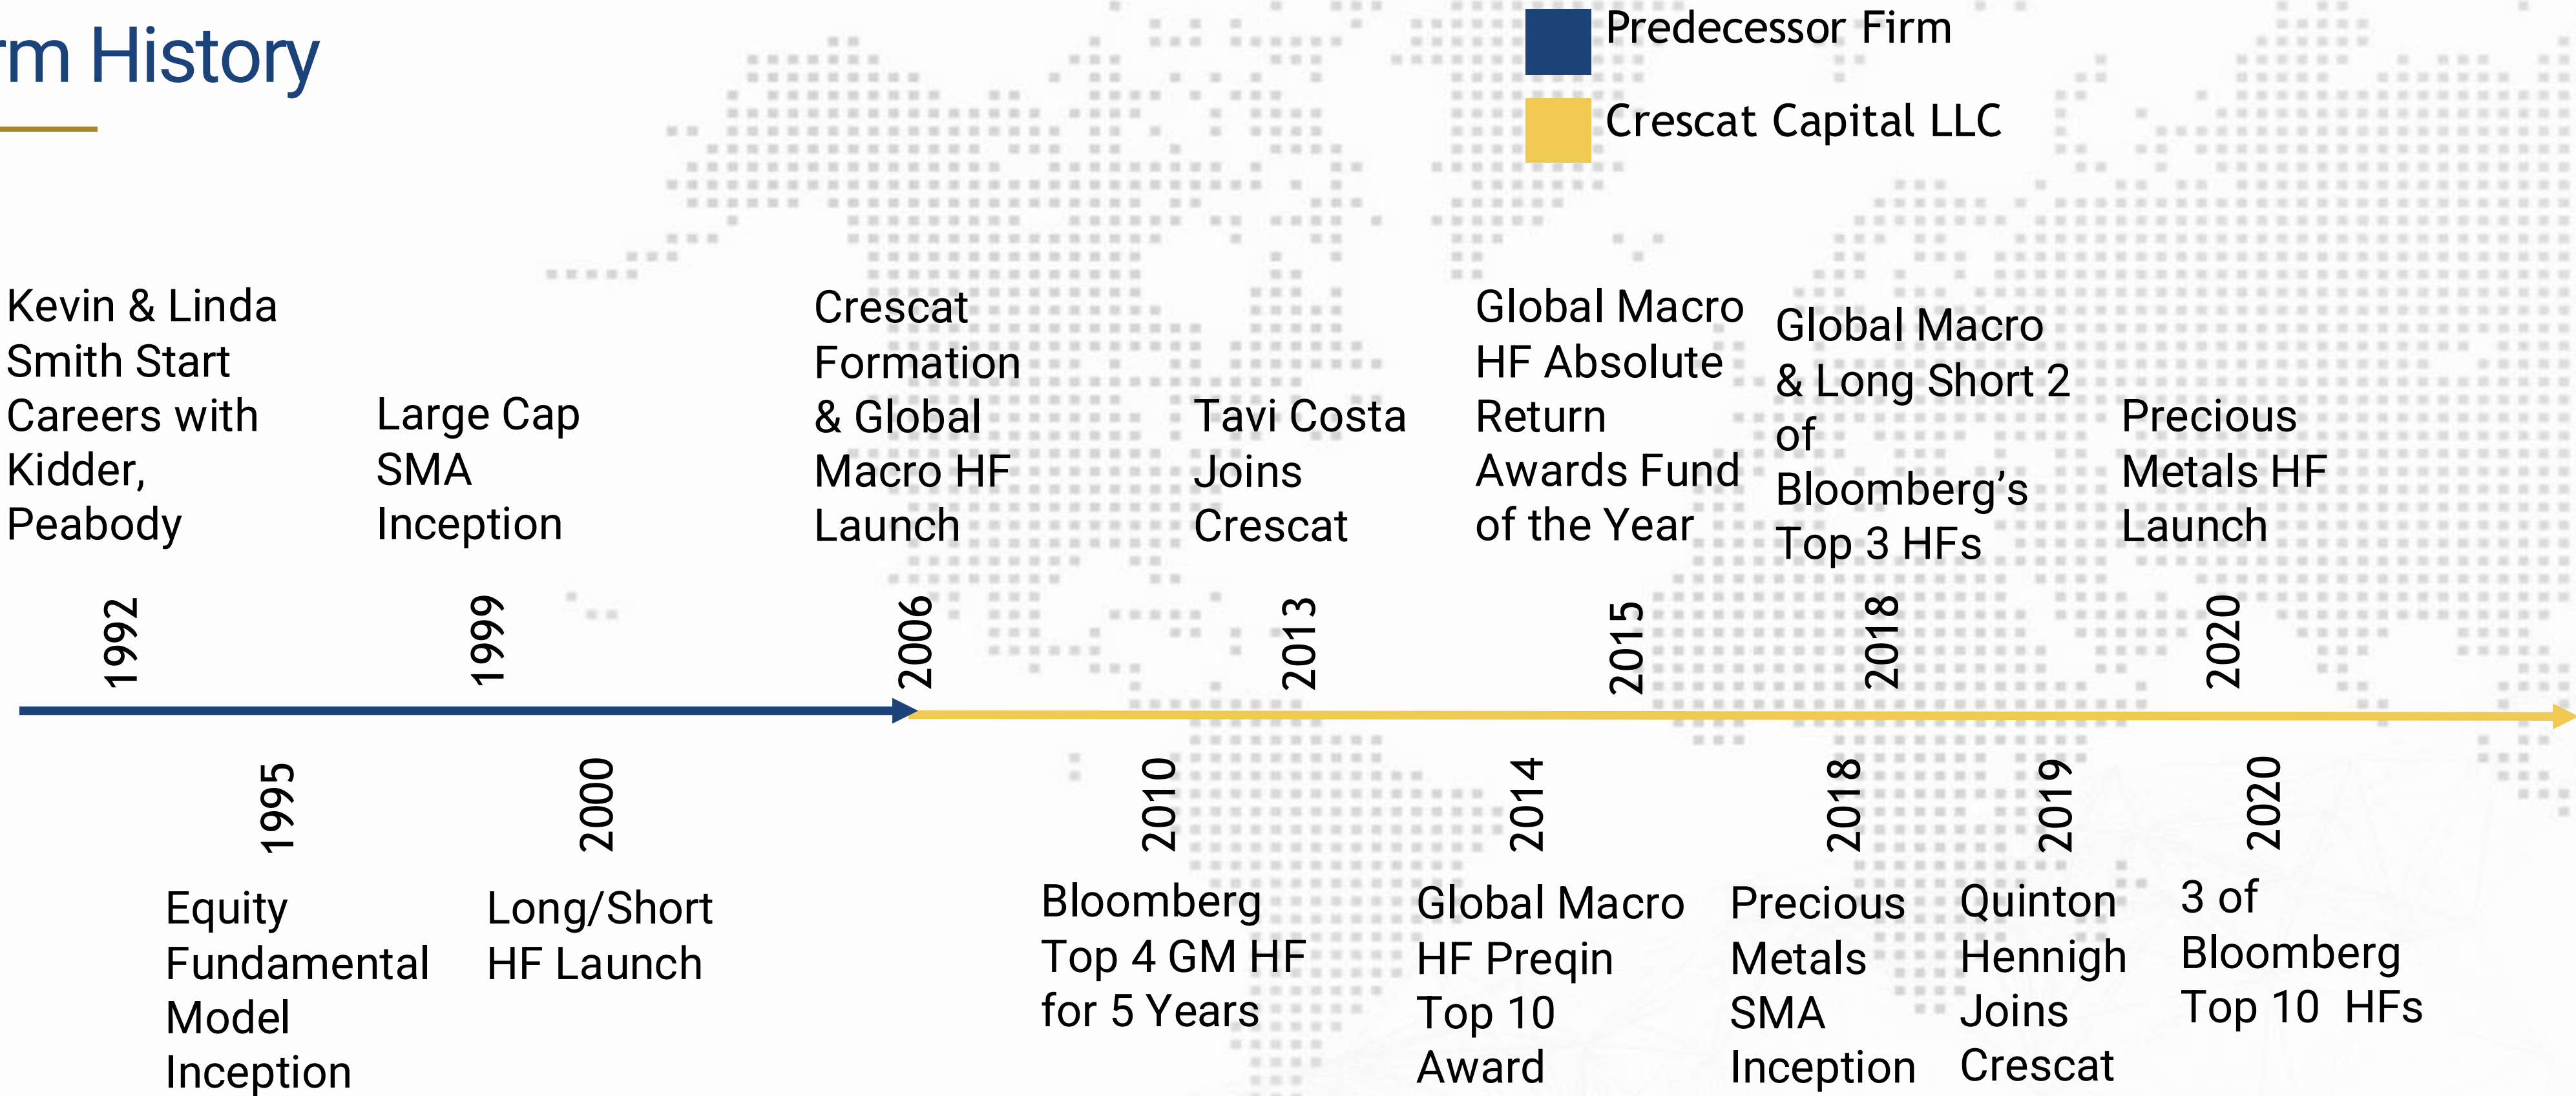 rm History
Predecessor Firm
Crescat Capital LLC
Kevin & Linda
Smith Start
Careers with
Kidder,
Peabody
Large Cap
SMA
Inception
Crescat
Formation
& Global
Macro HF
Launch
Tavi Costa
Joins
Crescat
Global Macro
HF Absolute
Return
Awards Fund
of the Year
Global Macro
& Long Short 2
of
Bloomberg’s
Top 3 HFs
Precious
Metals HF
Launch
1992
1999
2006
2013
2015
2018
2020
1995
2000
2010
2014
2018
2019
2020
Equity
Fundamental
Model
Inception
Long/Short
HF Launch
Bloomberg
Top 4 GM HF
for 5 Years
Global Macro
HF Preqin
Top 10
Award
Precious
Metals
SMA
Inception
Quinton
Hennigh
Joins
Crescat
3 of
Bloomberg
Top 10  HFs